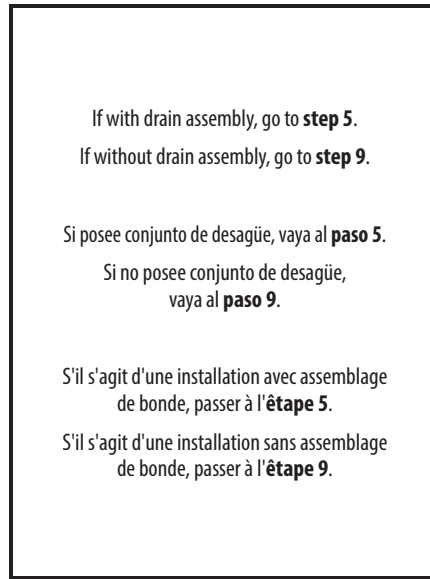 If with drain assembly, go to step 5.
If without drain assembly, go to step 9.
Si posee conjunto de desagüe, vaya al paso 5.
Si no posee conjunto de desagüe,
vaya al paso 9.
S'il s'agit d'une installation avec assemblage
de bonde, passer à l'êtape 5.
S'il s'agit d'une installation sans assemblage
de bonde, passer à l'êtape 9.